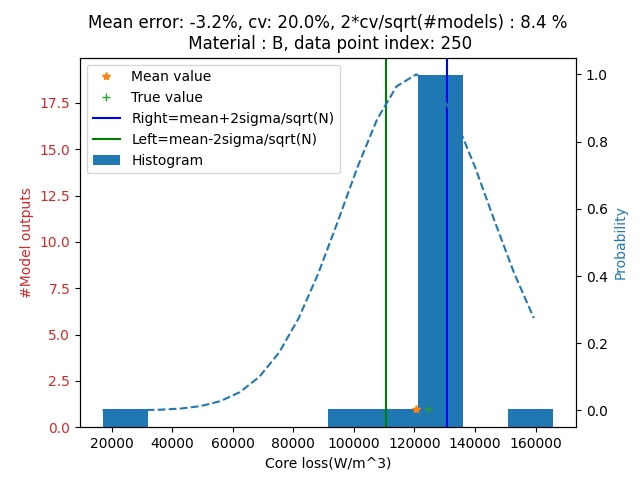 Mean error: -3.2%, cv: 20.0%, 2*cv/sqrt(#models) : 8.4 %
Material : B, data point index: 250
Mean value
True value
Right=mean+2sigma/sqrt(N)
Left=mean-2sigma/sqrt(N)
Histogram
#Model outputs
17.5
15.0
12.5
10.0
7.5
5.0
2.5
0.0
1.0
0.8
0.6
0.4
0.2
0.0
Probability
20000 40000 60000 80000 100000 120000 140000 160000
Core loss(W/m^3)